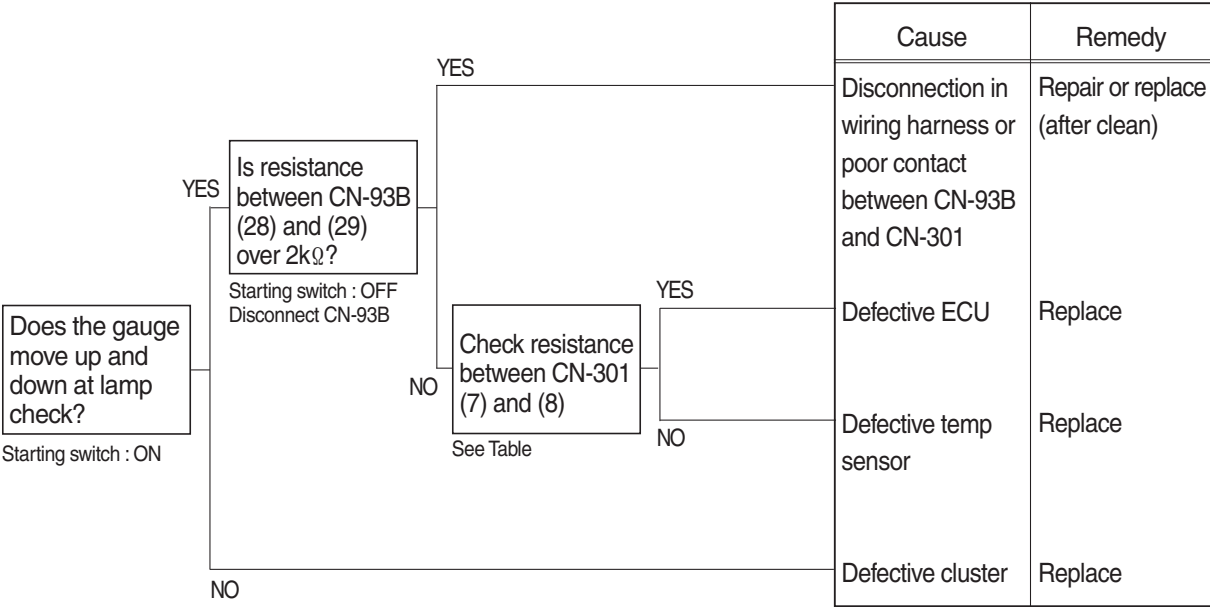 Does the gauge
move up and
down at lamp
check?
Starting switch : ON
YES
NO
Is resistance
between CN-93B
(28) and (29)
over 2kΩ?
Starting switch : OFF
Disconnect CN-93B
YES
NO
Check resistance
between CN-301
(7) and (8)
See Table
YES
NO
Cause
Remedy
Disconnection in
wiring harness or
poor contact
between CN-93B
and CN-301
Repair or replace
(after clean)
Defective ECU
Replace
Defective temp
sensor
Replace
Defective cluster
Replace